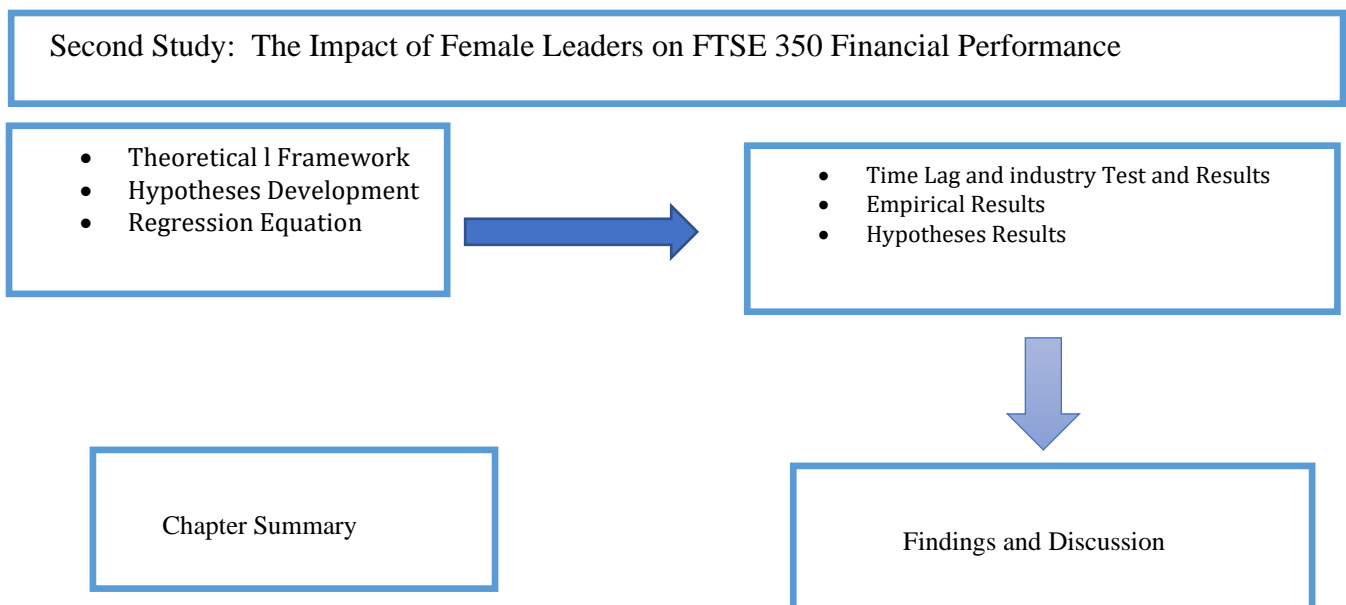 Second Study: The Impact of Female Leaders on FTSE 350 Financial Performance
• Theoretical l Framework
• Hypotheses Development
• Regression Equation
• Time Lag and industry Test and Results
• Empirical Results
• Hypotheses Results
Chapter Summary
Findings and Discussion